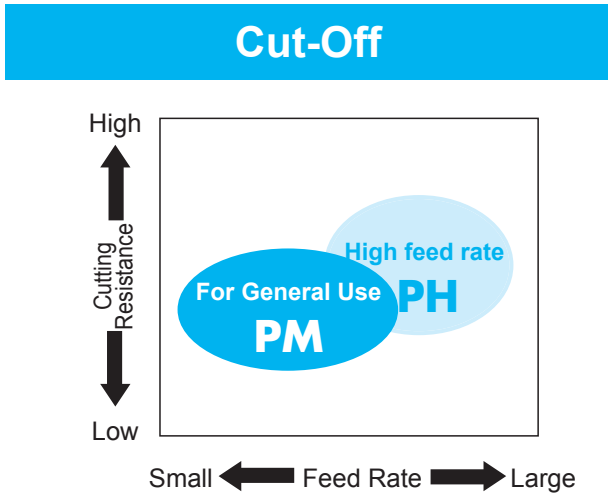 Cut-Off
High
Cutting
Resistance
Low
High feed rate
PH
For General Use
PM
Small Feed Rate Large